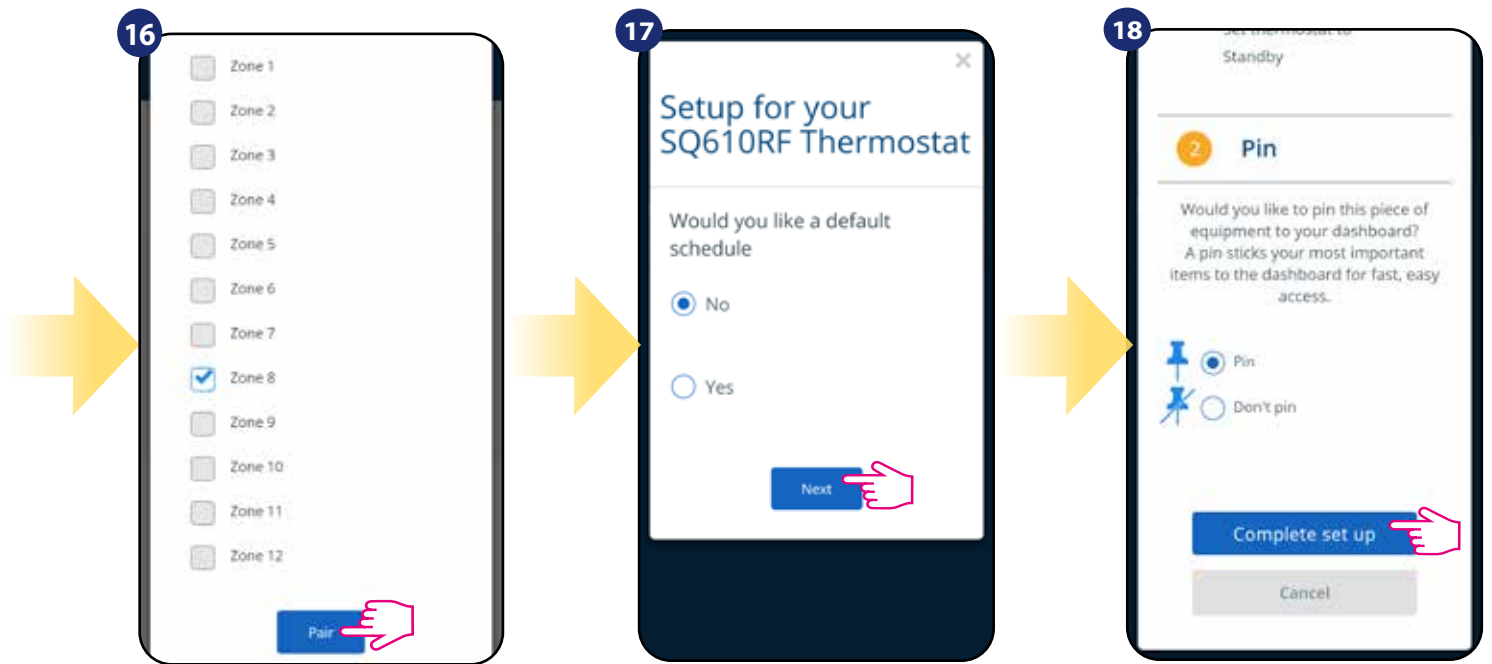 16
Zone 1
Zone 2
Zone 3
Zone 4
Zone 5
Zone 6
Zone 7
Zone 8
Zone 9
Zone 10
Zone 11
Zone 12
Pair
17
×
Setup for your
SQ610RF Thermostat
Would you like a default
schedule
No
Yes
Next
18
Set thermostat to
Standby
2 Pin
Would you like to pin this piece of
equipment to your dashboard?
A pin sticks your most important
items to the dashboard for fast, easy
access.
Pin
Don't pin
Complete set up
Cancel